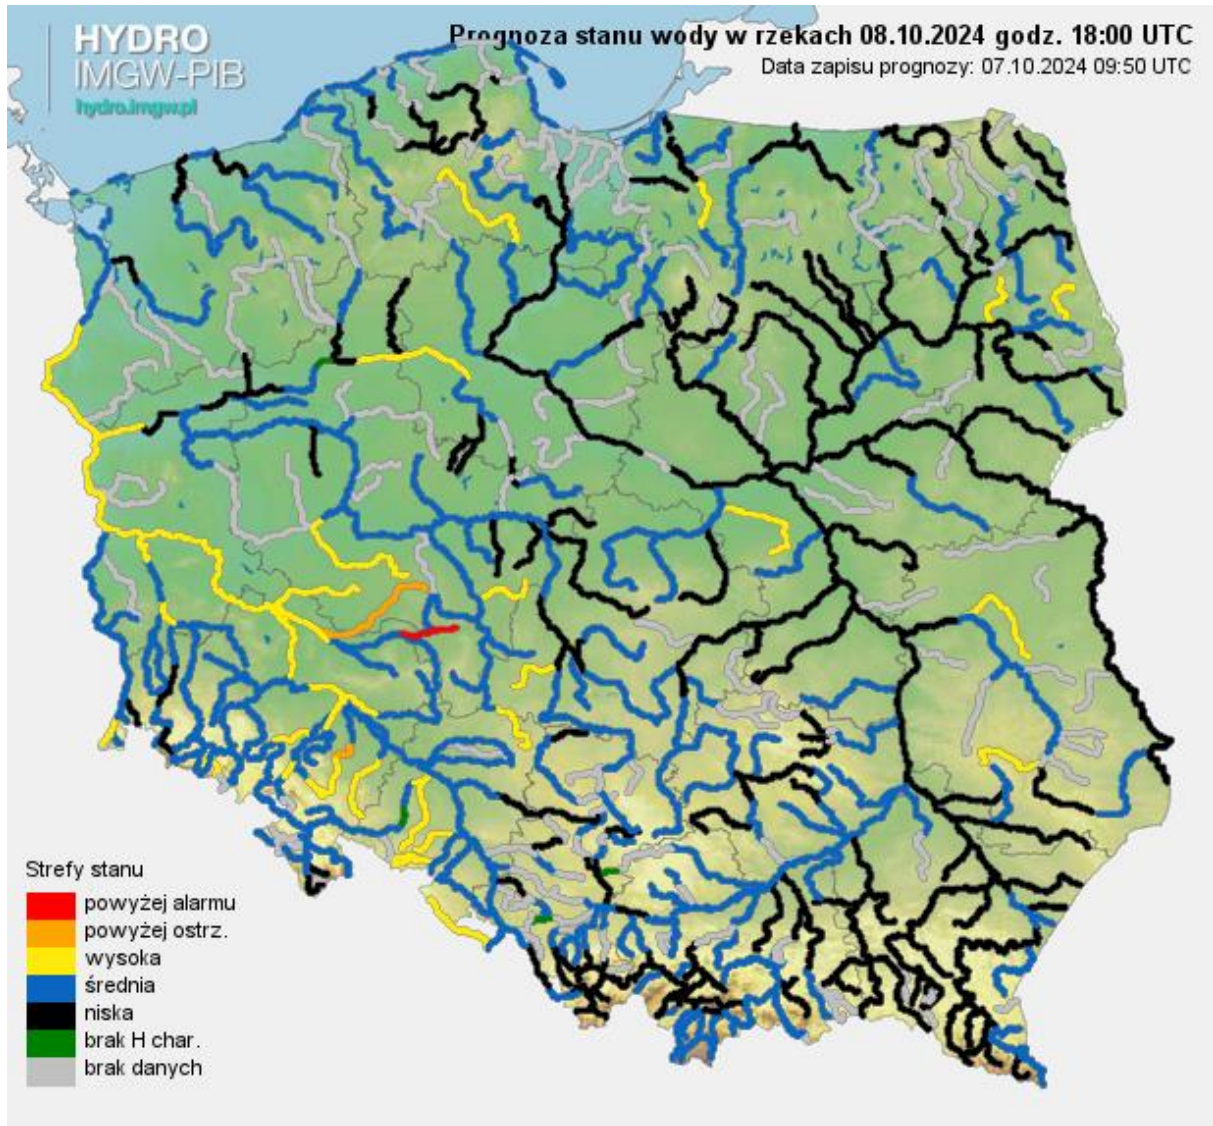 HYDRO
IMGW-PIB
hydro.imgw.pl
Prognoza stanu wody w rzekach 08.10.2024 godz. 18:00 UTC
Data zapisu prognozy: 07.10.2024 09:50 UTC
Strefy stanu
powyżej alarmu
powyżej ostrz.
wysoka
średnia
niska
brak H char.
brak danych